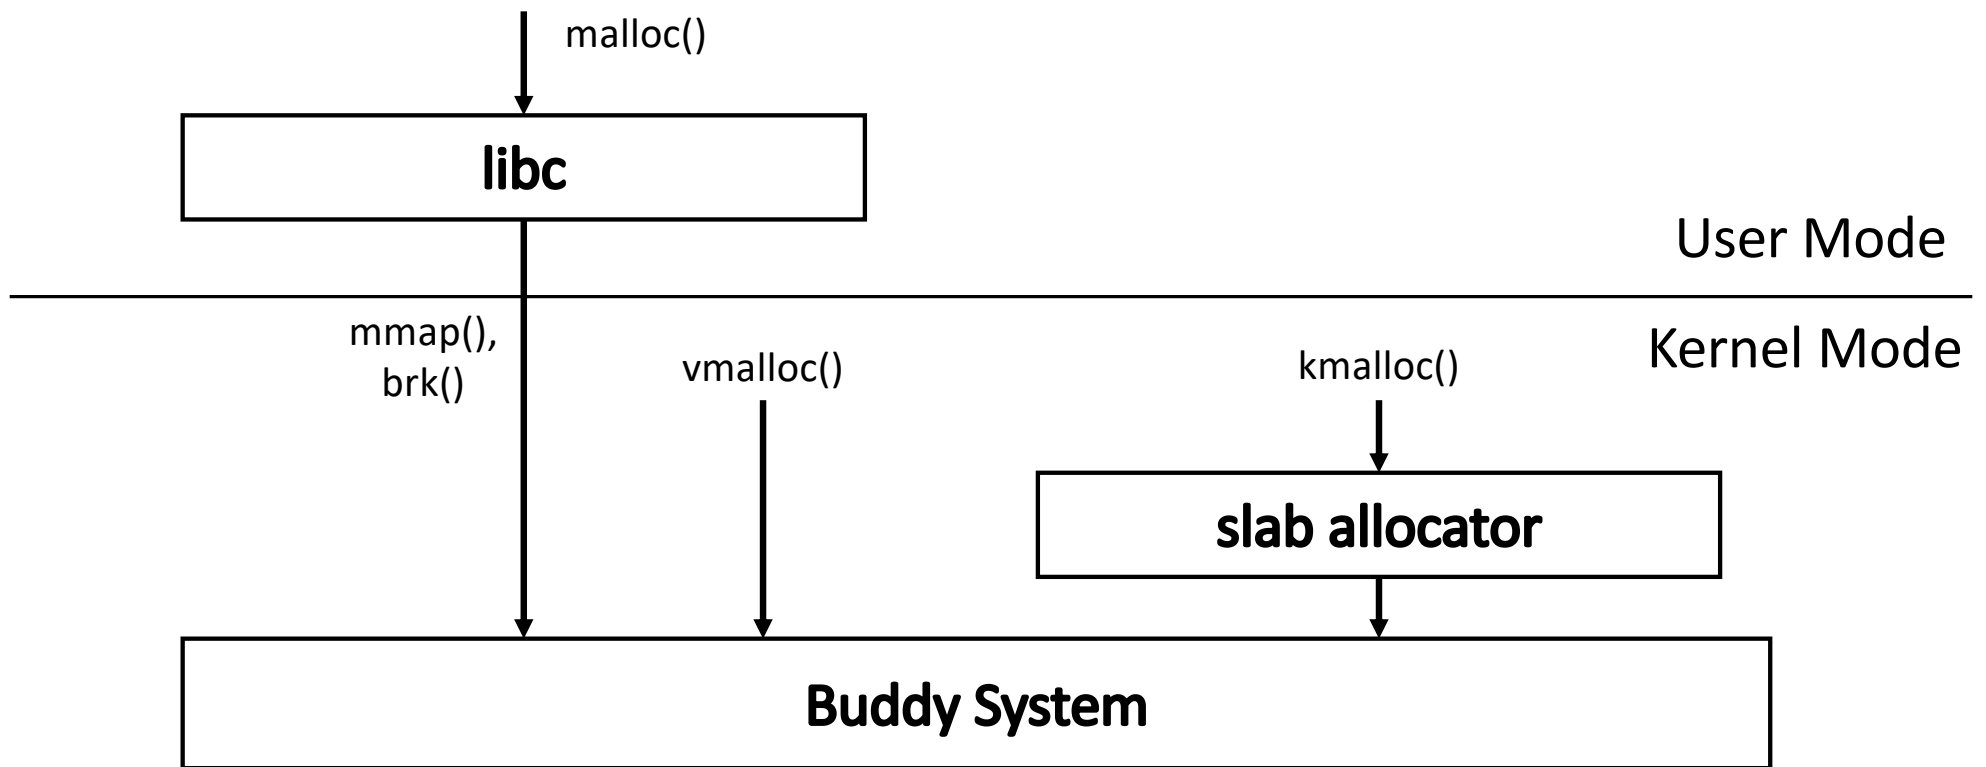 malloc()
libc
User Mode
mmap(),
brk()
vmalloc()
kmalloc()
Kernel Mode
slab allocator
Buddy System